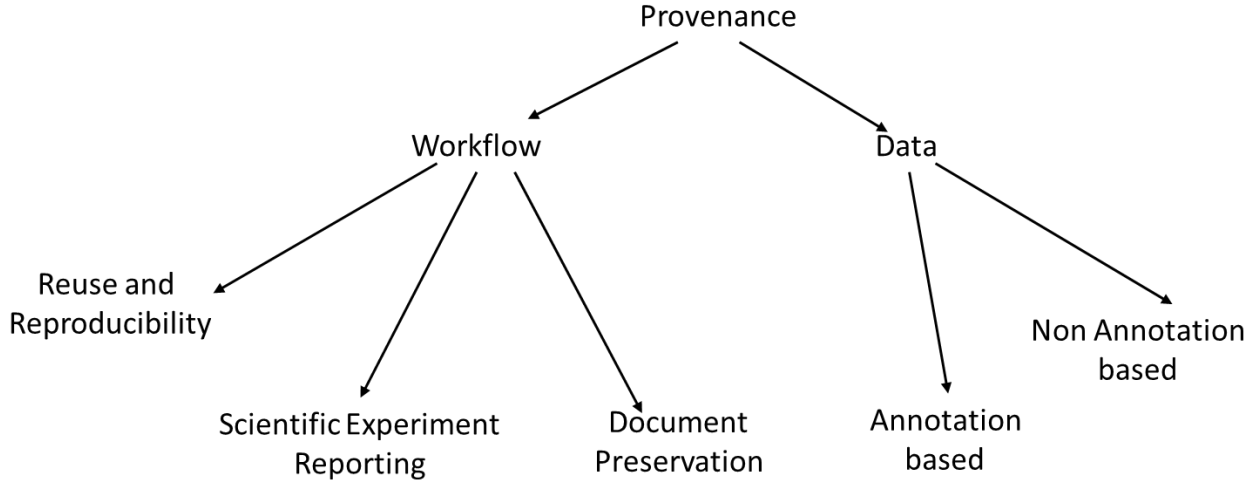 Provenance
Workflow
Data
Reuse and
Reproducibility
Scientific Experiment
Reporting
Document
Preservation
Annotation
based
Non Annotation
based